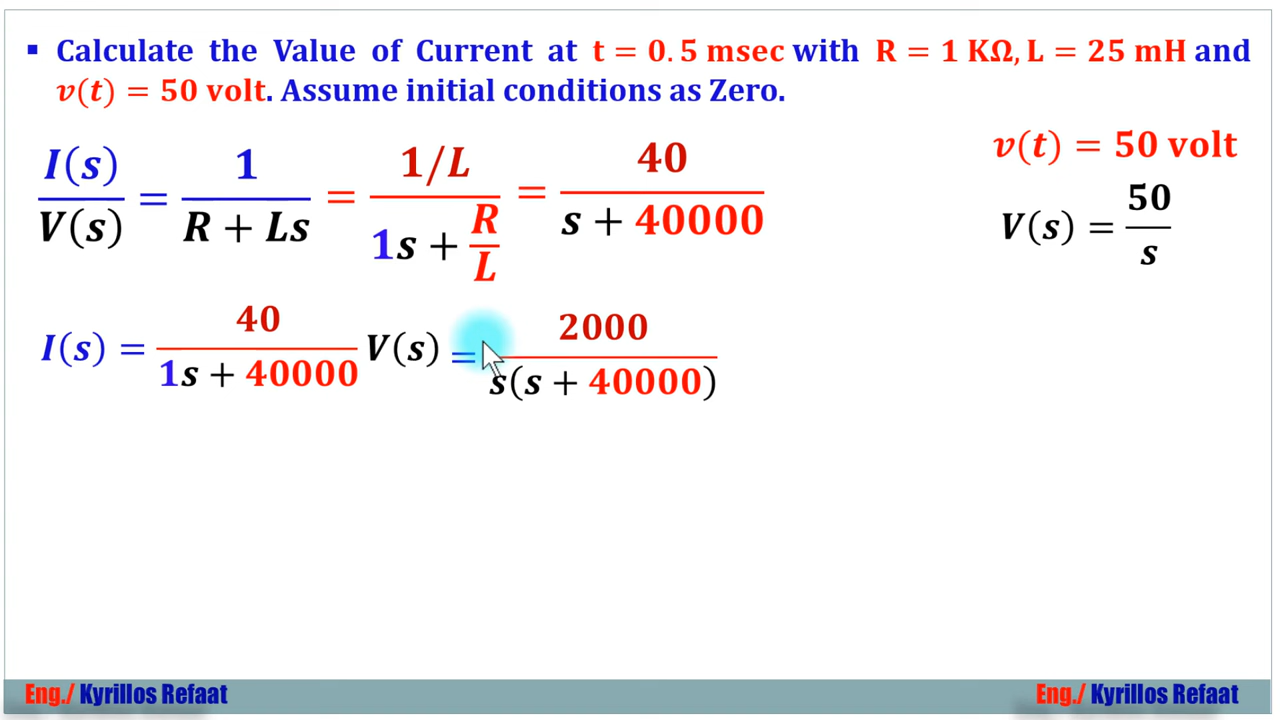 ▪ Calculate the Value of Current at t = 0.5 msec with R = 1 KΩ, L = 25 mH and
v(t) = 50 volt. Assume initial conditions as Zero.
I(s)/V(s) = 1/(R + Ls) = (1/L)/(1s + R/L) = 40/(s + 40000)
v(t) = 50 volt
V(s) = 50/s
I(s) = 40/(1s + 40000) V(s) = 2000/(s(s + 40000))
Eng./ Kyrillos Refaat
Eng./ Kyrillos Refaat